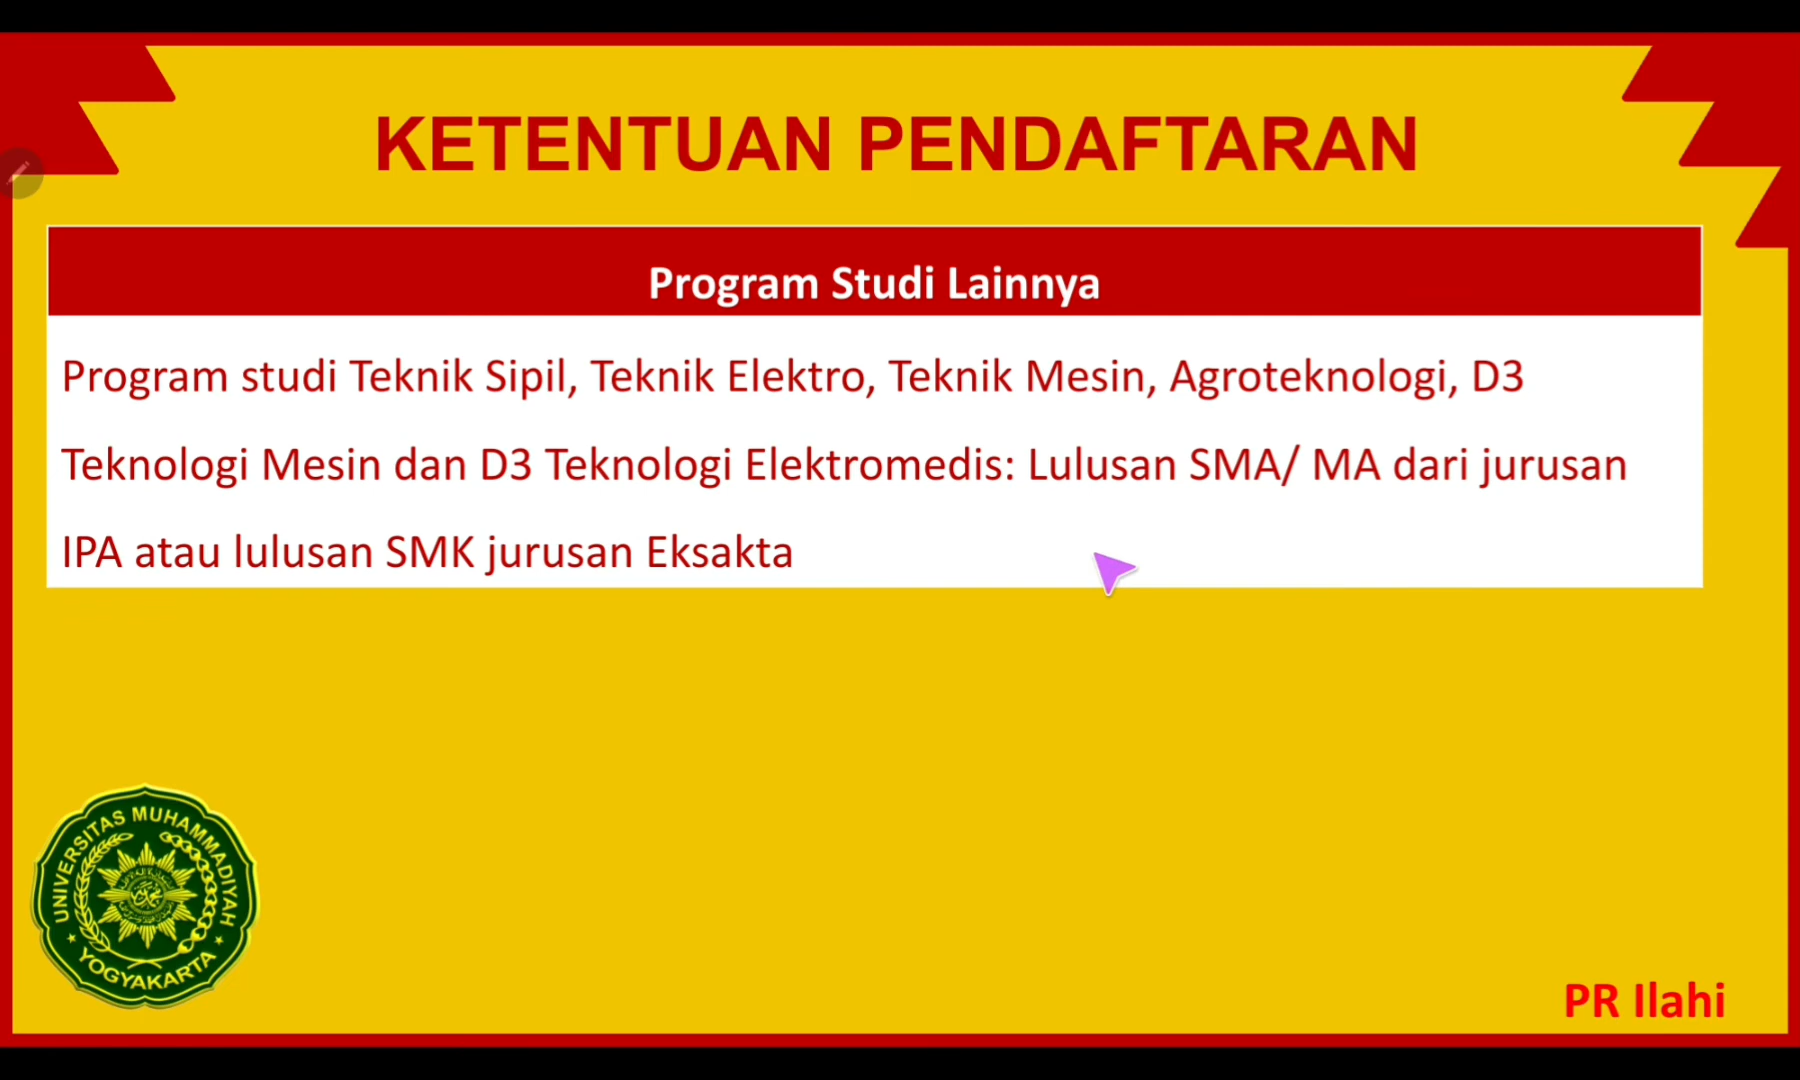 KETENTUAN PENDAFTARAN
Program Studi Lainnya
Program studi Teknik Sipil, Teknik Elektro, Teknik Mesin, Agroteknologi, D3
Teknologi Mesin dan D3 Teknologi Elektromedis: Lulusan SMA/ MA dari jurusan
IPA atau lulusan SMK jurusan Eksakta
UNIVERSITAS MUHAMMADIYAH
YOGYAKARTA
PR Ilahi